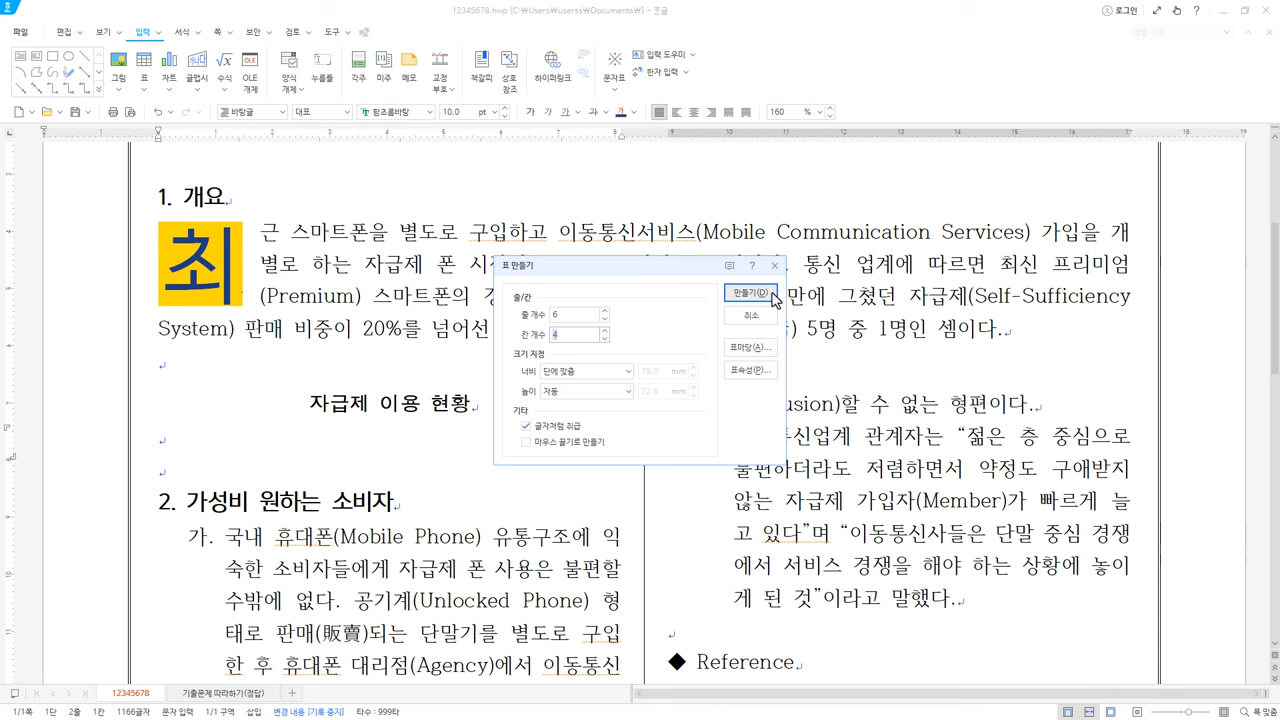 12345678.hwp [C:\Users\userss\Documents\] - 한글
로그인
파일 편집 보기 입력 서식 쪽 보안 검토 도구
그림 표 차트 글맵시 수식 OLE 개체 양식 개체 누름틀 각주 미주 메모 교정 부호 책갈피 상호 참조 하이퍼링크 문자표 입력 도우미 한자 입력
바탕글 대표 함초롬바탕 10.0 pt 가 가 가 가 가 160 %
1. 개요
최근 스마트폰을 별도로 구입하고 이동통신서비스(Mobile Communication Services) 가입을 개
별로 하는 자급제 폰 시 통신 업계에 따르면 최신 프리미엄
(Premium) 스마트폰의 만에 그쳤던 자급제(Self-Sufficiency
System) 판매 비중이 20%를 넘어선 5명 중 1명인 셈이다.
표 만들기
줄/칸
줄 개수 6
칸 개수 4
크기 지정
너비 단에 맞춤 79.0 mm
높이 자동 22.6 mm
기타
글자처럼 취급
마우스 끌기로 만들기
만들기(D)
취소
표마당(A)...
표속성(P)...
자급제 이용 현황
2. 가성비 원하는 소비자
가. 국내 휴대폰(Mobile Phone) 유통구조에 익
숙한 소비자들에게 자급제 폰 사용은 불편할
수밖에 없다. 공기계(Unlocked Phone) 형
태로 판매(販賣)되는 단말기를 별도로 구입
한 후 휴대폰 대리점(Agency)에서 이동통신
usion)할 수 없는 형편이다.
통신업계 관계자는 “젊은 층 중심으로
불편하더라도 저렴하면서 약정도 구애받지
않는 자급제 가입자(Member)가 빠르게 늘
고 있다”며 “이동통신사들은 단말 중심 경쟁
에서 서비스 경쟁을 해야 하는 상황에 놓이
게 된 것”이라고 말했다.
◆ Reference
12345678 기출문제 따라하기(정답)
1/1쪽 1단 2줄 1칸 1166글자 문자 입력 1/1 구역 삽입 변경 내용 [기록 중지] 타수 : 999타 폭 맞춤